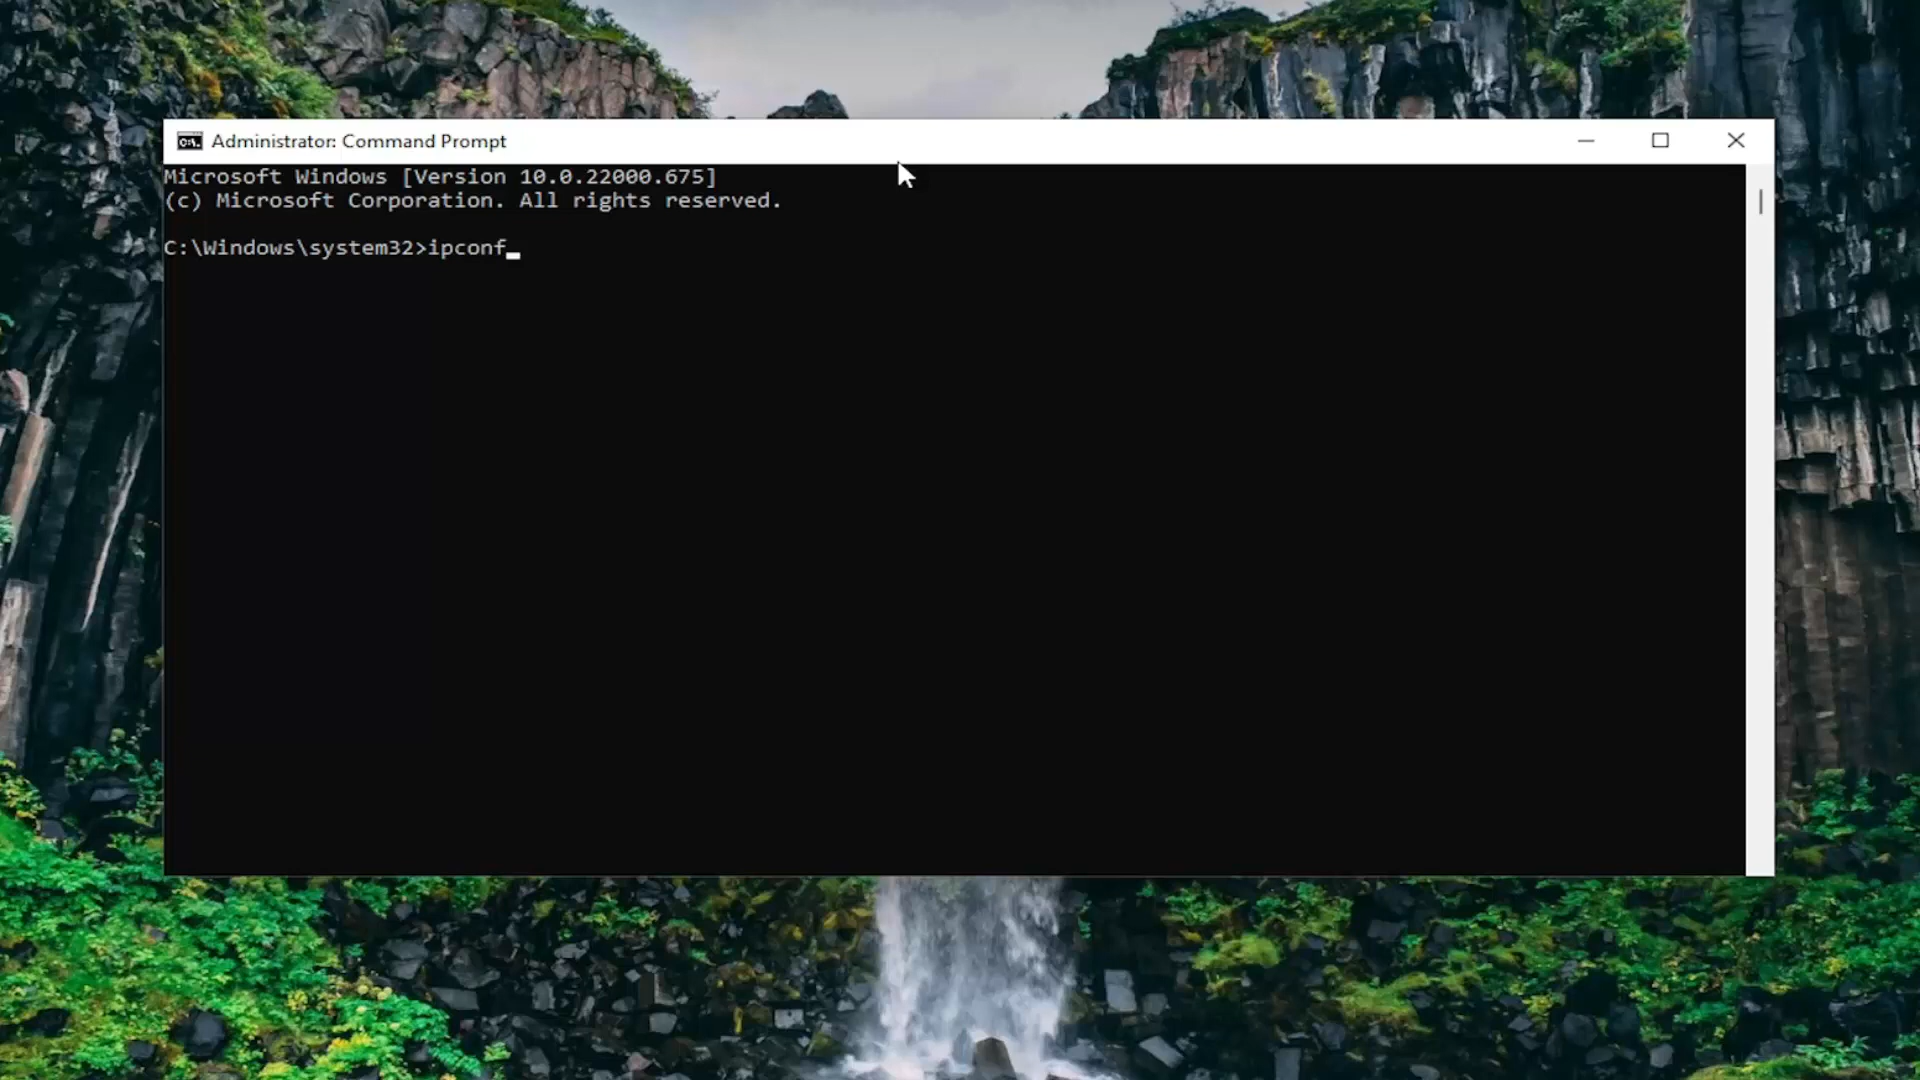 Administrator: Command Prompt
Microsoft Windows [Version 10.0.22000.675]
(c) Microsoft Corporation. All rights reserved.
C:\Windows\system32>ipconf